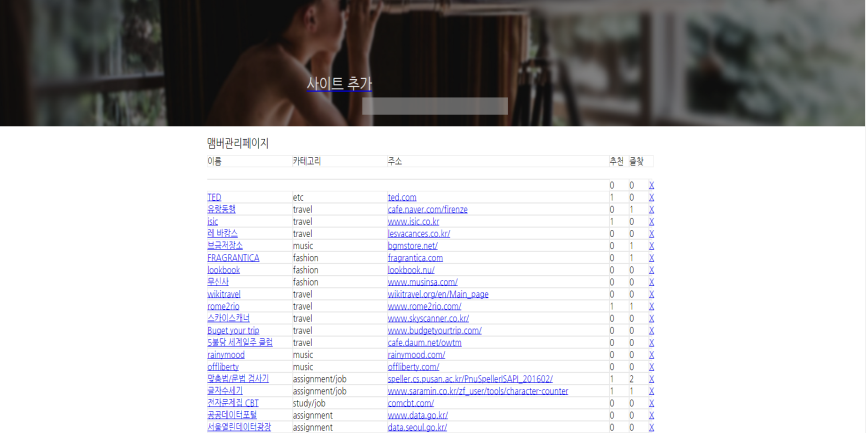 사이트 추가
맴버관리페이지
이름 카테고리 주소 추천 즐찾
0 0 X
TED etc ted.com 1 0 X
유랑동행 travel cafe.naver.com/firenze 0 1 X
isic travel www.isic.co.kr 1 0 X
레 바캉스 travel lesvacances.co.kr/ 0 0 X
브금저장소 music bgmstore.net/ 0 1 X
FRAGRANTICA fashion fragrantica.com 0 1 X
lookbook fashion lookbook.nu/ 0 0 X
무신사 fashion www.musinsa.com/ 0 0 X
wikitravel travel wikitravel.org/en/Main_page 0 0 X
rome2rio travel www.rome2rio.com/ 1 1 X
스카이스캐너 travel www.skyscanner.co.kr/ 0 0 X
Buget your trip travel www.budgetyourtrip.com/ 0 0 X
5불당 세계일주 클럽 travel cafe.daum.net/owtm 0 0 X
rainymood music rainymood.com/ 0 0 X
offliberty music offliberty.com/ 0 0 X
맞춤법/문법 검사기 assignment/job speller.cs.pusan.ac.kr/PnuSpellerISAPI_201602/ 1 2 X
글자수세기 assignment/job www.saramin.co.kr/zf_user/tools/character-counter 1 1 X
전자문제집 CBT study/job comcbt.com/ 0 0 X
공공데이터포털 assignment www.data.go.kr/ 0 0 X
서울열린데이터광장 assignment data.seoul.go.kr/ 0 0 X